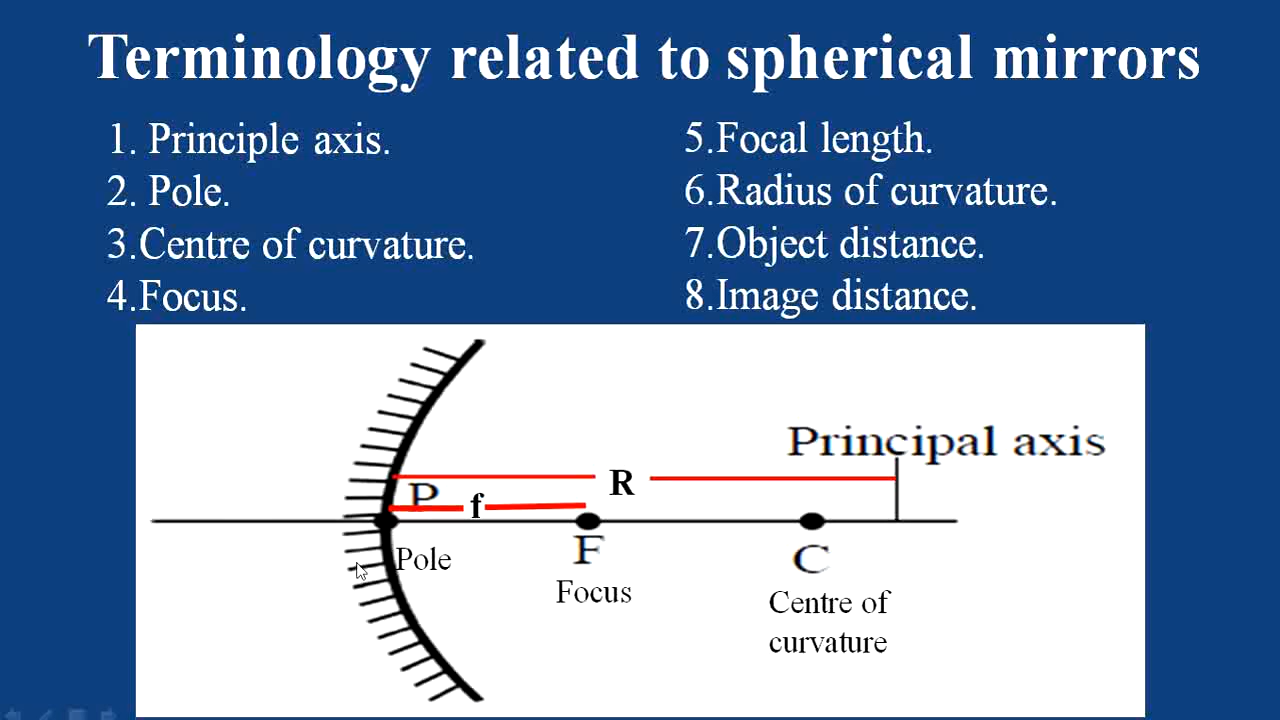 Terminology related to spherical mirrors
1. Principle axis.
2. Pole.
3.Centre of curvature.
4.Focus.
5.Focal length.
6.Radius of curvature.
7.Object distance.
8.Image distance.
Principal axis
R
P
f
Pole
F
Focus
C
Centre of
curvature